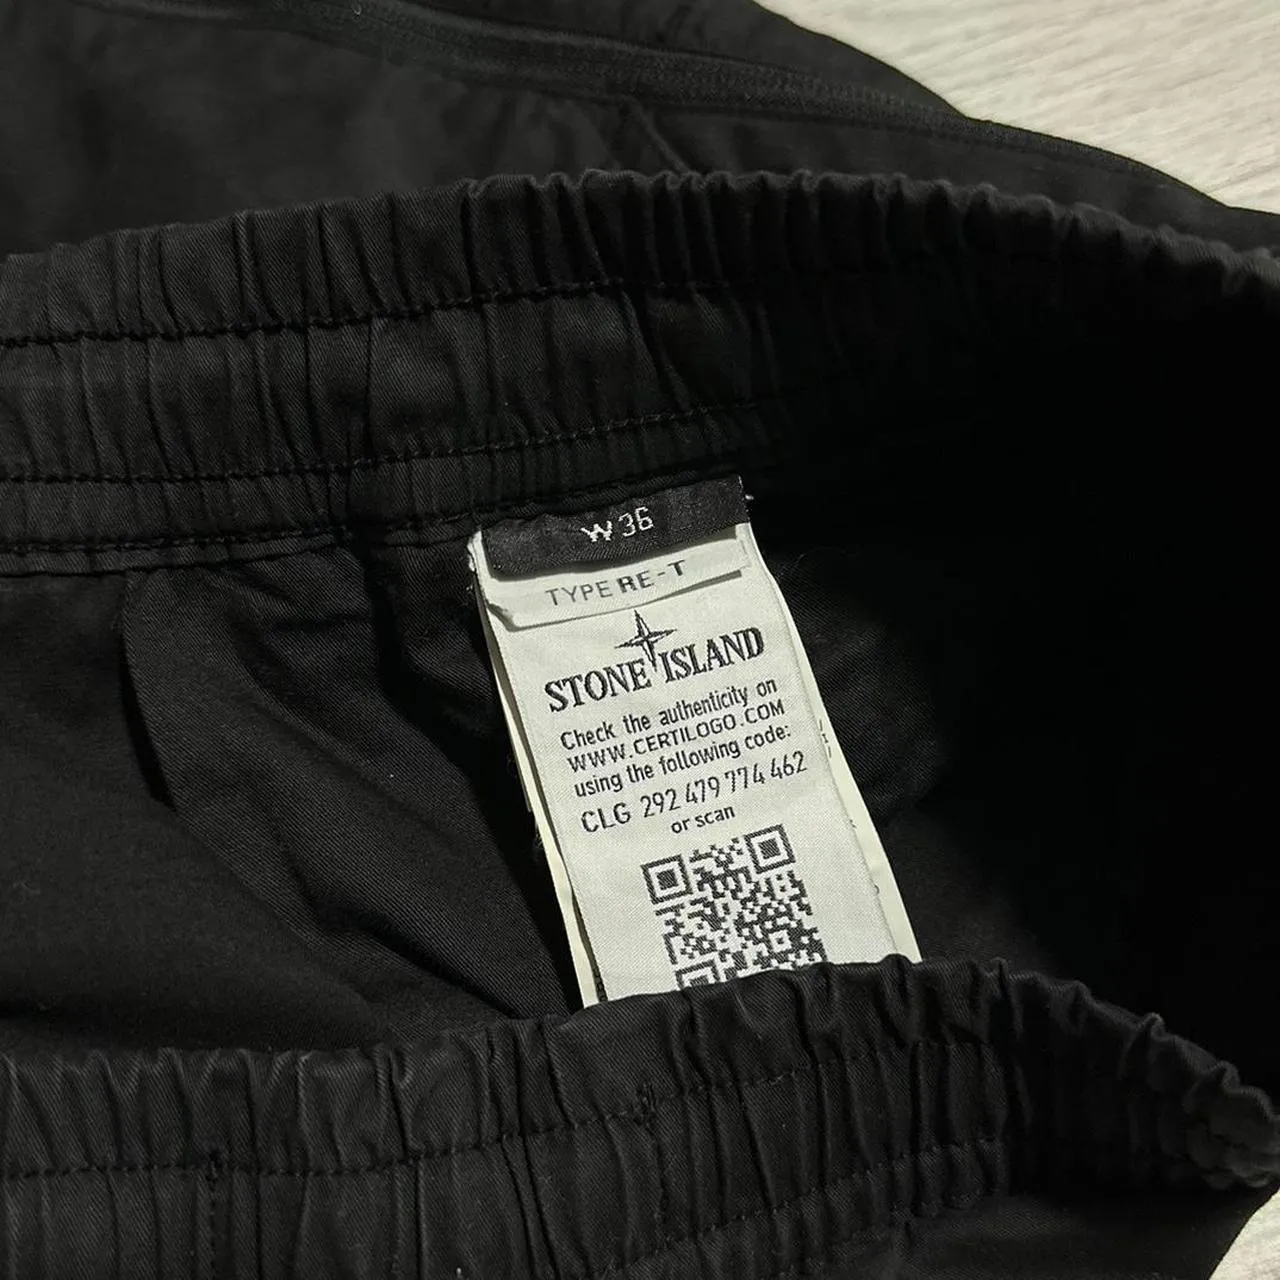 W 36
TYPE RE-T
STONE ISLAND
Check the authenticity on
WWW.CERTILOGO.COM
using the following code:
CLG 292 479 774 462
or scan